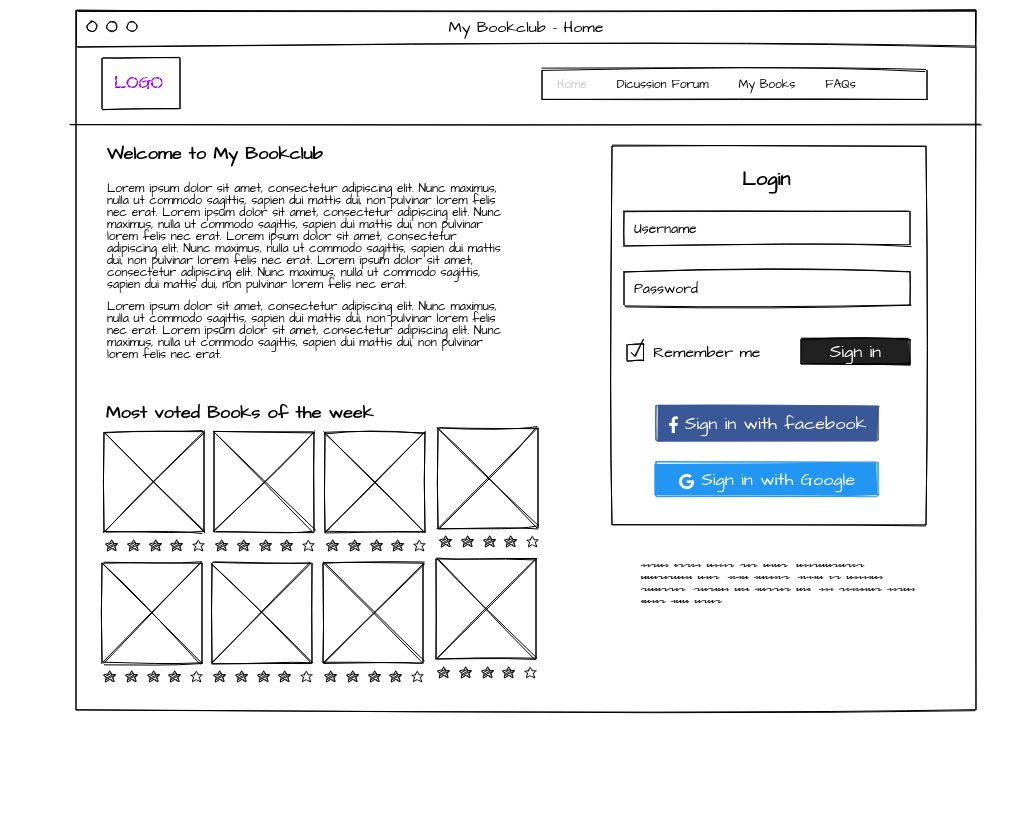 My Bookclub - Home
LOGO
Home Dicussion Forum My Books FAQs
Welcome to My Bookclub
Lorem ipsum dolor sit amet, consectetur adipiscing elit. Nunc maximus,
nulla ut commodo sagittis, sapien dui mattis dui, non pulvinar lorem felis
nec erat. Lorem ipsum dolor sit amet, consectetur adipiscing elit. Nunc
maximus, nulla ut commodo sagittis, sapien dui mattis dui, non pulvinar
lorem felis nec erat. Lorem ipsum dolor sit amet, consectetur
adipiscing elit. Nunc maximus, nulla ut commodo sagittis, sapien dui mattis
dui, non pulvinar lorem felis nec erat. Lorem ipsum dolor sit amet,
consectetur adipiscing elit. Nunc maximus, nulla ut commodo sagittis,
sapien dui mattis dui, non pulvinar lorem felis nec erat.
Lorem ipsum dolor sit amet, consectetur adipiscing elit. Nunc maximus,
nulla ut commodo sagittis, sapien dui mattis dui, non pulvinar lorem felis
nec erat. Lorem ipsum dolor sit amet, consectetur adipiscing elit. Nunc
maximus, nulla ut commodo sagittis, sapien dui mattis dui, non pulvinar
lorem felis nec erat.
Most voted Books of the week
Login
Username
Password
Remember me
Sign in
Sign in with facebook
Sign in with Google